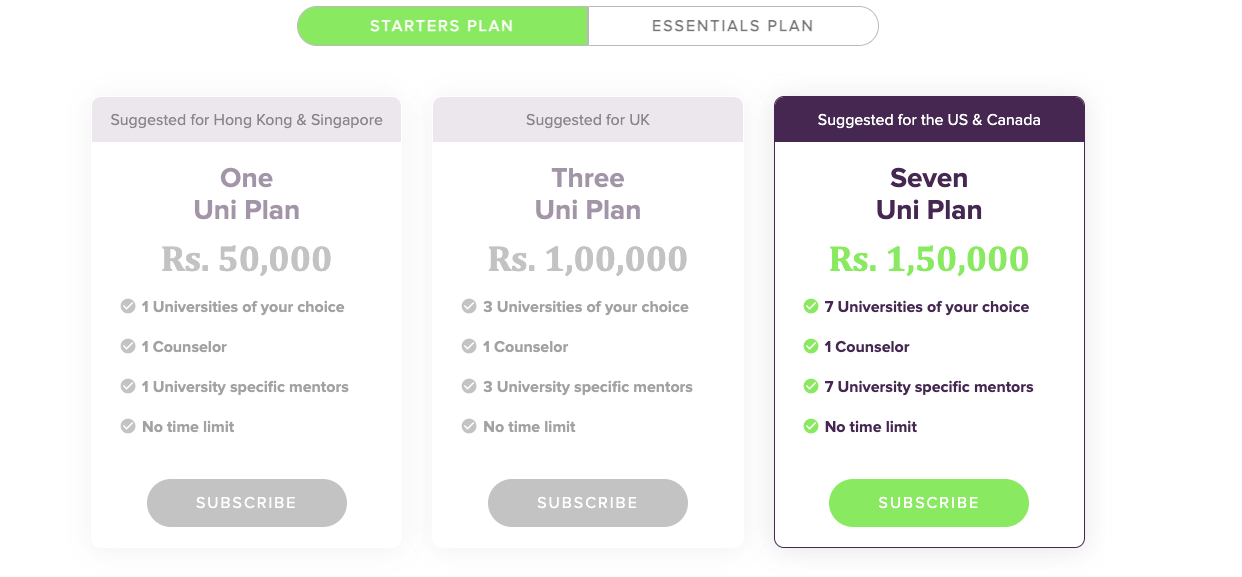 STARTERS PLAN
ESSENTIALS PLAN
Suggested for Hong Kong & Singapore
One
Uni Plan
Rs. 50,000
1 Universities of your choice
1 Counselor
1 University specific mentors
No time limit
SUBSCRIBE
Suggested for UK
Three
Uni Plan
Rs. 1,00,000
3 Universities of your choice
1 Counselor
3 University specific mentors
No time limit
SUBSCRIBE
Suggested for the US & Canada
Seven
Uni Plan
Rs. 1,50,000
7 Universities of your choice
1 Counselor
7 University specific mentors
No time limit
SUBSCRIBE